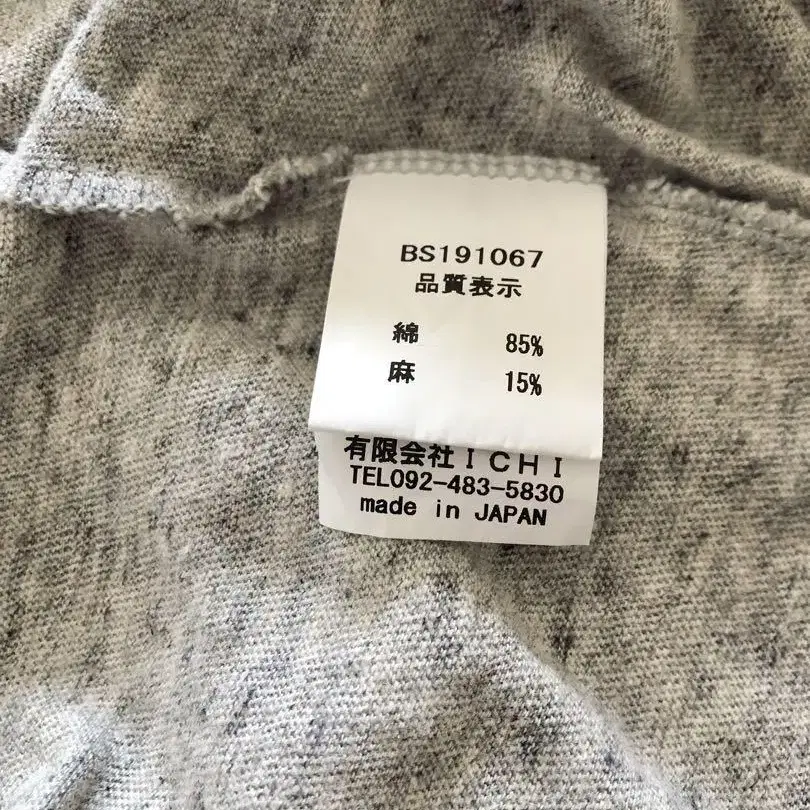 BS191067
品質表示
綿 85%
麻 15%
有限会社ICHI
TEL092-483-5830
made in JAPAN